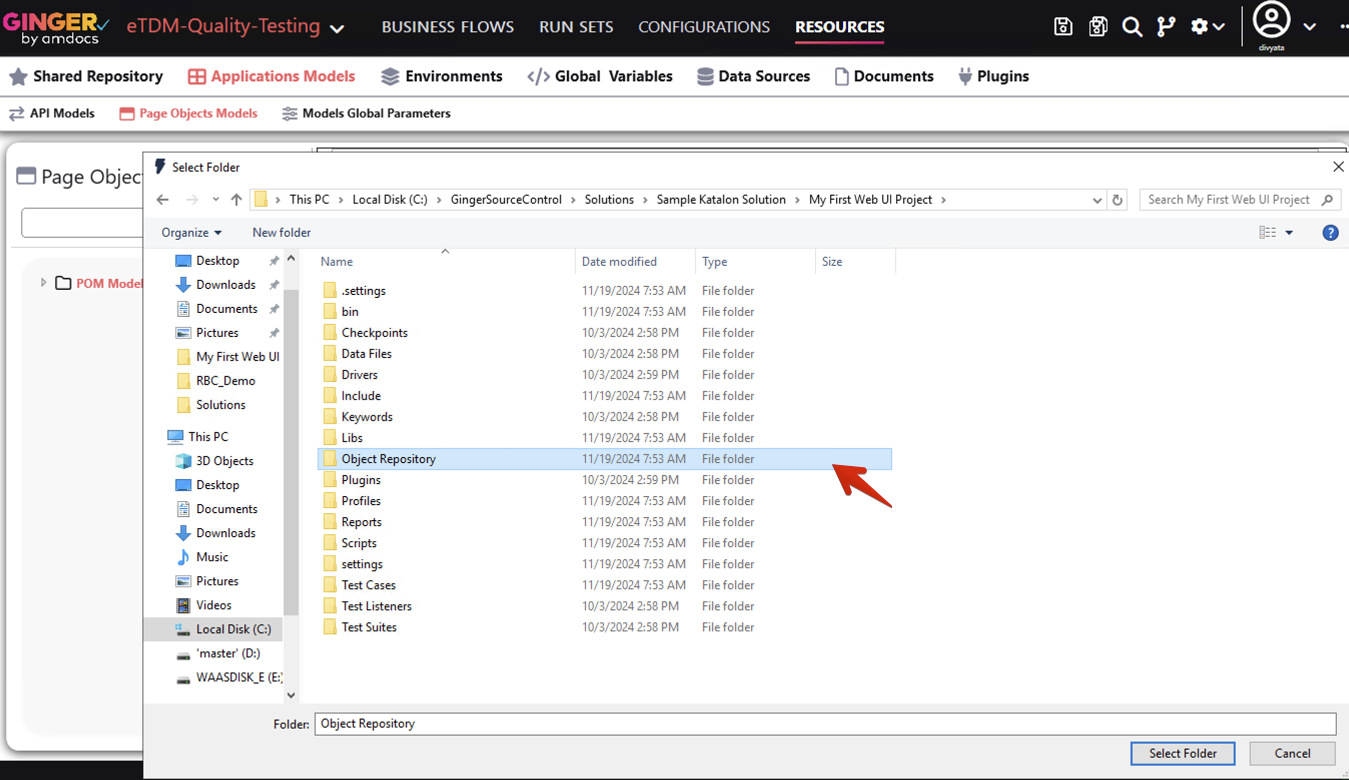 GINGER
by amdocs
eTDM-Quality-Testing
BUSINESS FLOWS
RUN SETS
CONFIGURATIONS
RESOURCES
divyata
Shared Repository
Applications Models
Environments
</> Global Variables
Data Sources
Documents
Plugins
API Models
Page Objects Models
Models Global Parameters
Page Objec
POM Model
Select Folder
This PC > Local Disk (C:) > GingerSourceControl > Solutions > Sample Katalon Solution > My First Web UI Project >
Search My First Web UI Project
Organize
New folder
Desktop
Downloads
Documents
Pictures
My First Web UI
RBC_Demo
Solutions
This PC
3D Objects
Desktop
Documents
Downloads
Music
Pictures
Videos
Local Disk (C:)
'master' (D:)
WAASDISK_E (E:)
Name Date modified Type Size
.settings 11/19/2024 7:53 AM File folder
bin 11/19/2024 7:53 AM File folder
Checkpoints 10/3/2024 2:58 PM File folder
Data Files 10/3/2024 2:58 PM File folder
Drivers 10/3/2024 2:59 PM File folder
Include 11/19/2024 7:53 AM File folder
Keywords 10/3/2024 2:58 PM File folder
Libs 11/19/2024 7:53 AM File folder
Object Repository 11/19/2024 7:53 AM File folder
Plugins 10/3/2024 2:59 PM File folder
Profiles 11/19/2024 7:53 AM File folder
Reports 11/19/2024 7:53 AM File folder
Scripts 11/19/2024 7:53 AM File folder
settings 11/19/2024 7:53 AM File folder
Test Cases 11/19/2024 7:53 AM File folder
Test Listeners 10/3/2024 2:58 PM File folder
Test Suites 10/3/2024 2:58 PM File folder
Folder: Object Repository
Select Folder
Cancel